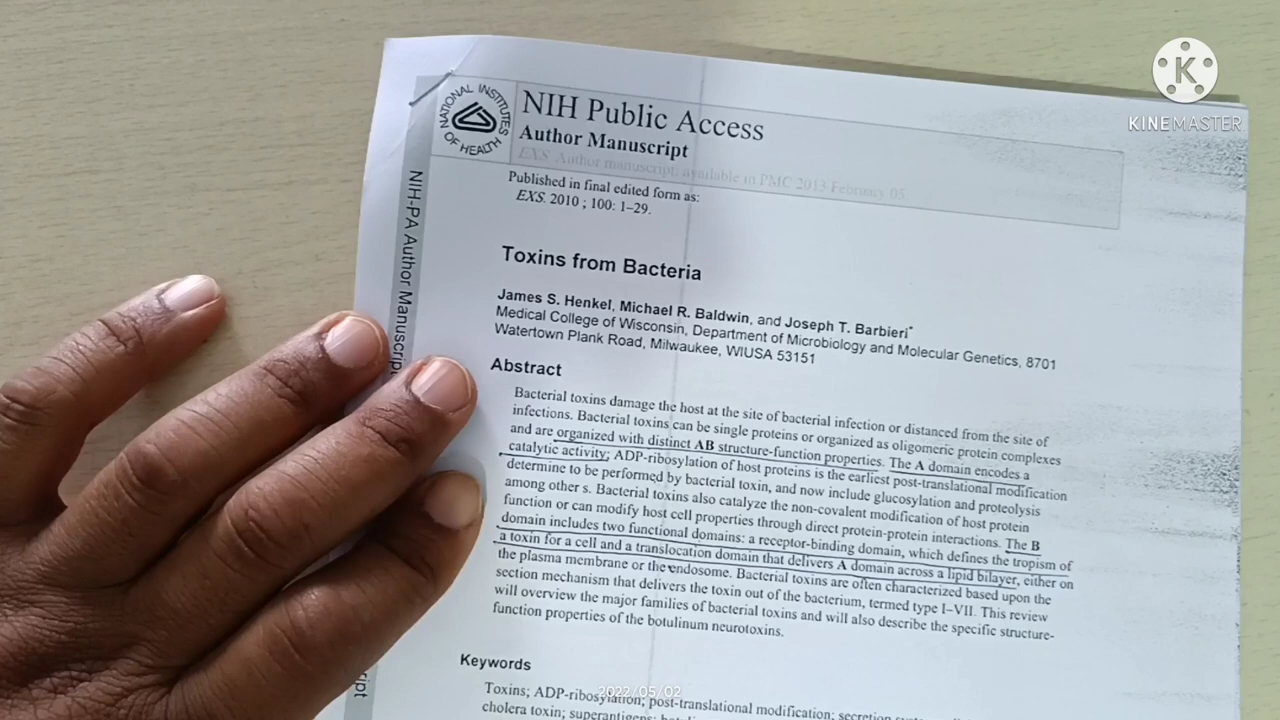 K
KINEMASTER
NATIONAL INSTITUTES OF HEALTH
NIH Public Access
Author Manuscript
EXS. Author manuscript; available in PMC 2013 February 05.
Published in final edited form as:
EXS. 2010 ; 100: 1–29.
NIH-PA Author Manuscript
Toxins from Bacteria
James S. Henkel, Michael R. Baldwin, and Joseph T. Barbieri*
Medical College of Wisconsin, Department of Microbiology and Molecular Genetics, 8701
Watertown Plank Road, Milwaukee, WIUSA 53151
Abstract
Bacterial toxins damage the host at the site of bacterial infection or distanced from the site of
infections. Bacterial toxins can be single proteins or organized as oligomeric protein complexes
and are organized with distinct AB structure-function properties. The A domain encodes a
catalytic activity; ADP-ribosylation of host proteins is the earliest post-translational modification
determine to be performed by bacterial toxin, and now include glucosylation and proteolysis
among other s. Bacterial toxins also catalyze the non-covalent modification of host protein
function or can modify host cell properties through direct protein-protein interactions. The B
domain includes two functional domains: a receptor-binding domain, which defines the tropism of
a toxin for a cell and a translocation domain that delivers A domain across a lipid bilayer, either on
the plasma membrane or the endosome. Bacterial toxins are often characterized based upon the
section mechanism that delivers the toxin out of the bacterium, termed type I–VII. This review
will overview the major families of bacterial toxins and will also describe the specific structure-
function properties of the botulinum neurotoxins.
Keywords
Toxins; ADP-ribosylation; post-translational modification; secretion
cholera toxin; superantigens;
2022/05/02
ript